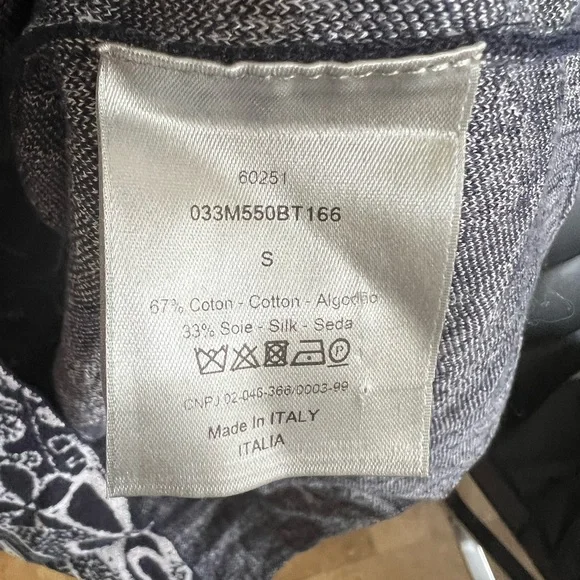 60251
033M550BT166
S
67% Coton - Cotton - Algodão
33% Soie - Silk - Seda
CNPJ 02-046-366/0003-99
Made In ITALY
ITALIA